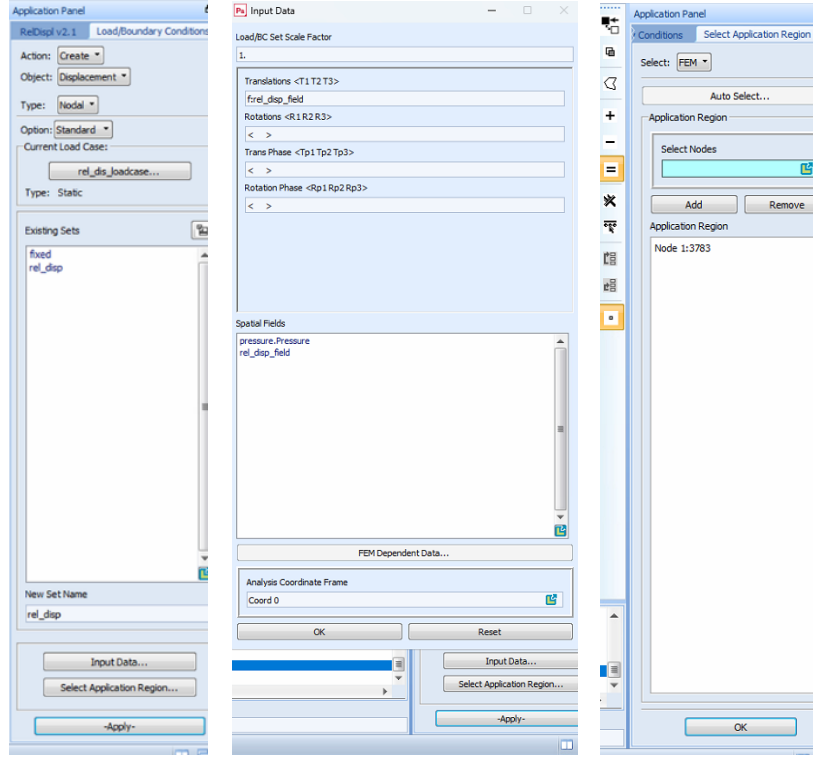 Application Panel
RelDispl v2.1 Load/Boundary Conditions
Action: Create
Object: Displacement
Type: Nodal
Option: Standard
Current Load Case:
rel_dis_loadcase...
Type: Static
Existing Sets
fixed
rel_disp
New Set Name
rel_disp
Input Data...
Select Application Region...
-Apply-
Pa Input Data
Load/BC Set Scale Factor
1.
Translations <T1 T2 T3>
f:rel_disp_field
Rotations <R1 R2 R3>
< >
Trans Phase <Tp1 Tp2 Tp3>
< >
Rotation Phase <Rp1 Rp2 Rp3>
< >
Spatial Fields
pressure.Pressure
rel_disp_field
FEM Dependent Data...
Analysis Coordinate Frame
Coord 0
OK Reset
Input Data...
Select Application Region...
-Apply-
Application Panel
Conditions Select Application Region
Select: FEM
Auto Select...
Application Region
Select Nodes
Add Remove
Application Region
Node 1:3783
OK